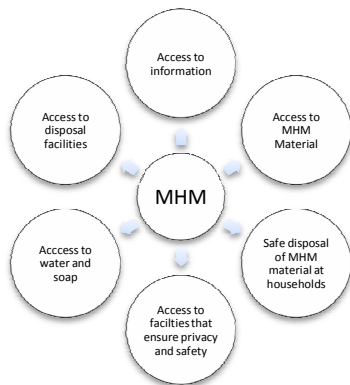 Access to
information
Access to
disposal
facilities
Access to
MHM
Material
MHM
Acccess to
water and
soap
Safe disposal
of MHM
material at
households
Access to
facilties that
ensure privacy
and safety